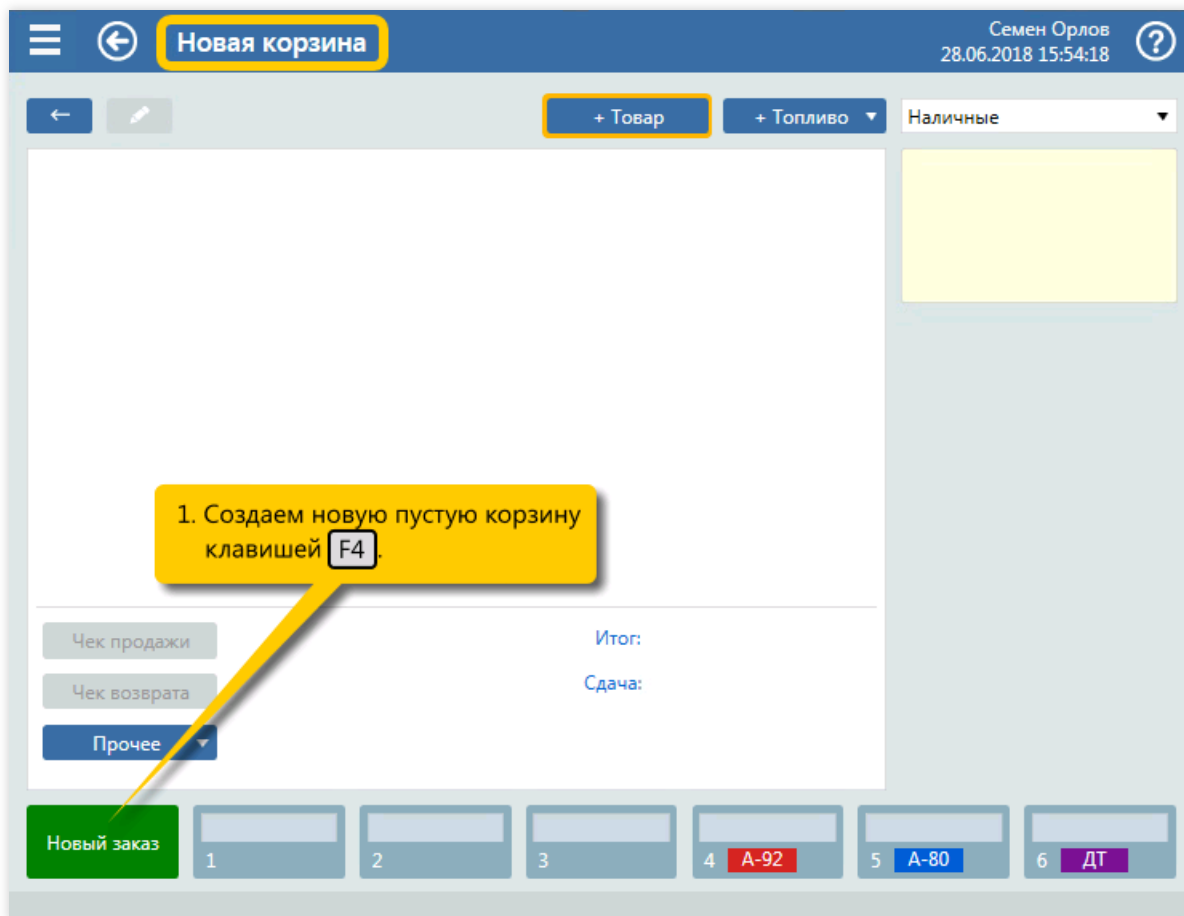 Новая корзина
Семен Орлов
28.06.2018 15:54:18
+ Товар
+ Топливо
Наличные
1. Создаем новую пустую корзину
клавишей F4.
Чек продажи
Итог:
Чек возврата
Сдача:
Прочее
Новый заказ
1
2
3
4 А-92
5 А-80
6 ДТ